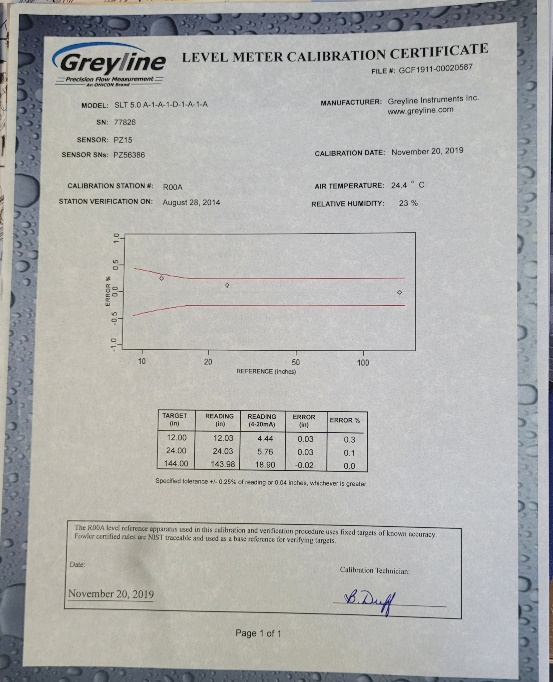 Greyline
Precision Flow Measurement
An ONICON Brand
LEVEL METER CALIBRATION CERTIFICATE
FILE #: GCF1911-00020587
MODEL: SLT 5.0 A-1-A-1-D-1-A-1-A
MANUFACTURER: Greyline Instruments Inc.
www.greyline.com
SN: 77826
SENSOR: PZ15
SENSOR SNs: PZ56386
CALIBRATION DATE: November 20, 2019
CALIBRATION STATION #: R00A
AIR TEMPERATURE: 24.4 ° C
STATION VERIFICATION ON: August 28, 2014
RELATIVE HUMIDITY: 23 %
ERROR %
1.0
0.5
0.0
-0.5
-1.0
10 20 50 100
REFERENCE (inches)
TARGET (in) READING (in) READING (4-20mA) ERROR (in) ERROR %
12.00 12.03 4.44 0.03 0.3
24.00 24.03 5.76 0.03 0.1
144.00 143.98 18.90 -0.02 0.0
Specified tolerance +/- 0.25% of reading or 0.04 inches, whichever is greater
The R00A level reference apparatus used in this calibration and verification procedure uses fixed targets of known accuracy.
Fowler certified rules are NIST traceable and used as a base reference for verifying targets.
Date:
Calibration Technician:
November 20, 2019
B. Duff
Page 1 of 1